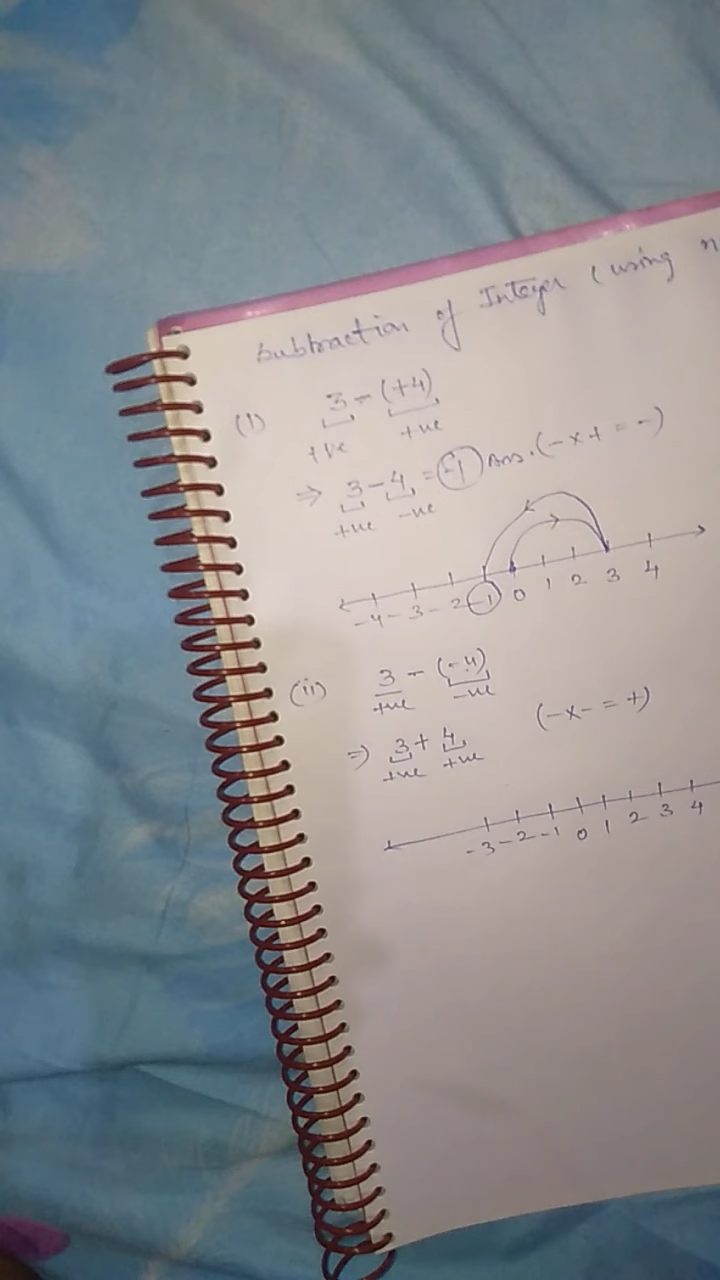 Subtraction of Integer (using
(i) 3 - (+4)
+ve +ve
⇒ 3 - 4 = -1 Ans. (- x + = -)
+ve -ve
-4 -3 -2 -1 0 1 2 3 4
(ii) 3 - (-4)
+ve -ve
(- x - = +)
⇒ 3 + 4
+ve +ve
-3 -2 -1 0 1 2 3 4